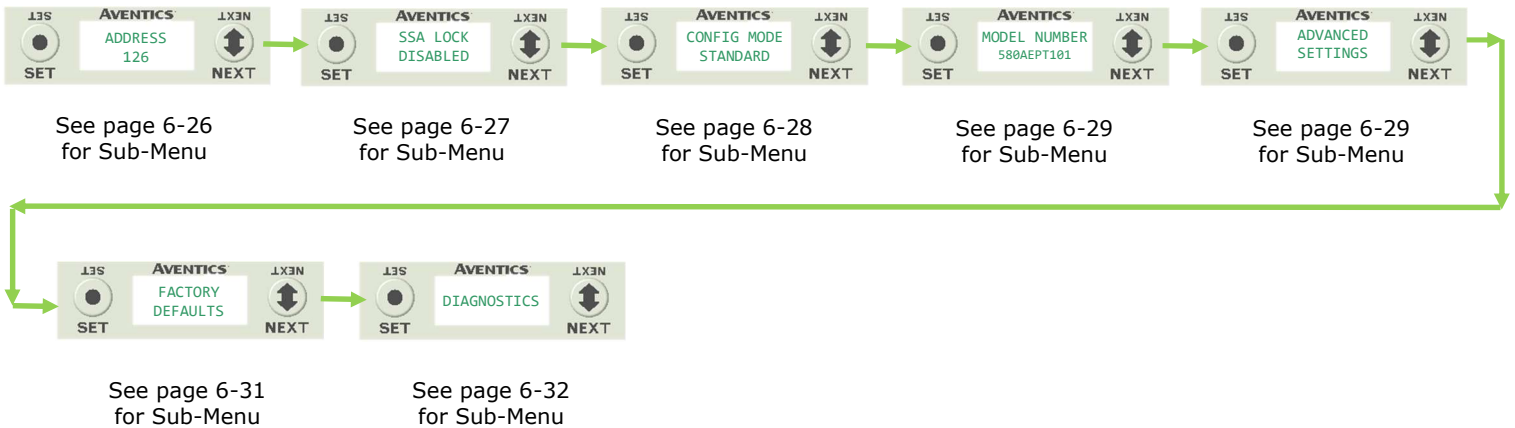 SET AVENTICS NEXT
ADDRESS
126
SET NEXT
SET AVENTICS NEXT
SSA LOCK
DISABLED
SET NEXT
SET AVENTICS NEXT
CONFIG MODE
STANDARD
SET NEXT
SET AVENTICS NEXT
MODEL NUMBER
580AEPT101
SET NEXT
SET AVENTICS NEXT
ADVANCED
SETTINGS
SET NEXT
See page 6-26
for Sub-Menu
See page 6-27
for Sub-Menu
See page 6-28
for Sub-Menu
See page 6-29
for Sub-Menu
See page 6-29
for Sub-Menu
SET AVENTICS NEXT
FACTORY
DEFAULTS
SET NEXT
SET AVENTICS NEXT
DIAGNOSTICS
SET NEXT
See page 6-31
for Sub-Menu
See page 6-32
for Sub-Menu